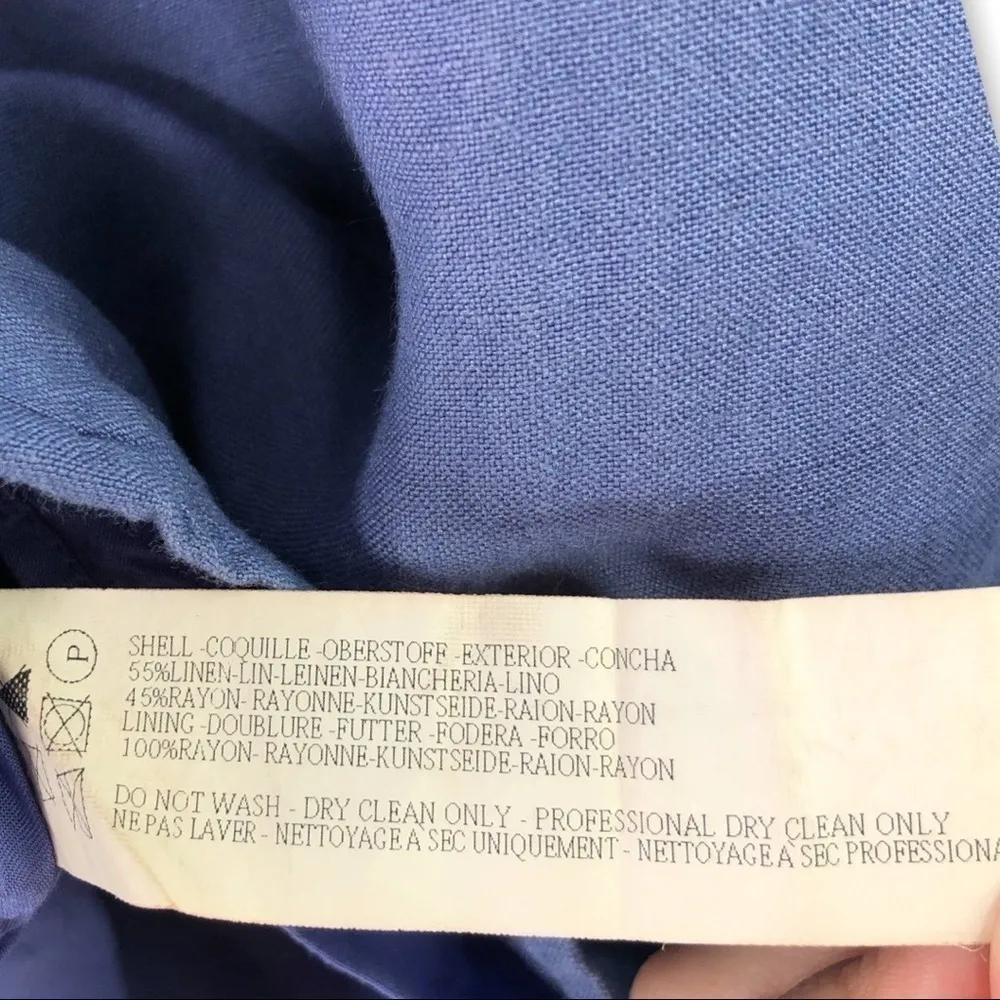 P
SHELL -COQUILLE -OBERSTOFF -EXTERIOR -CONCHA
55%LINEN-LIN-LEINEN-BIANCHERIA-LINO
45%RAYON- RAYONNE-KUNSTSEIDE-RAION-RAYON
LINING -DOUBLURE -FUTTER -FODERA -FORRO
100%RAYON- RAYONNE-KUNSTSEIDE-RAION-RAYON
DO NOT WASH - DRY CLEAN ONLY - PROFESSIONAL DRY CLEAN ONLY
NE PAS LAVER - NETTOYAGE À SEC UNIQUEMENT - NETTOYAGE À SEC PROFESSIONA